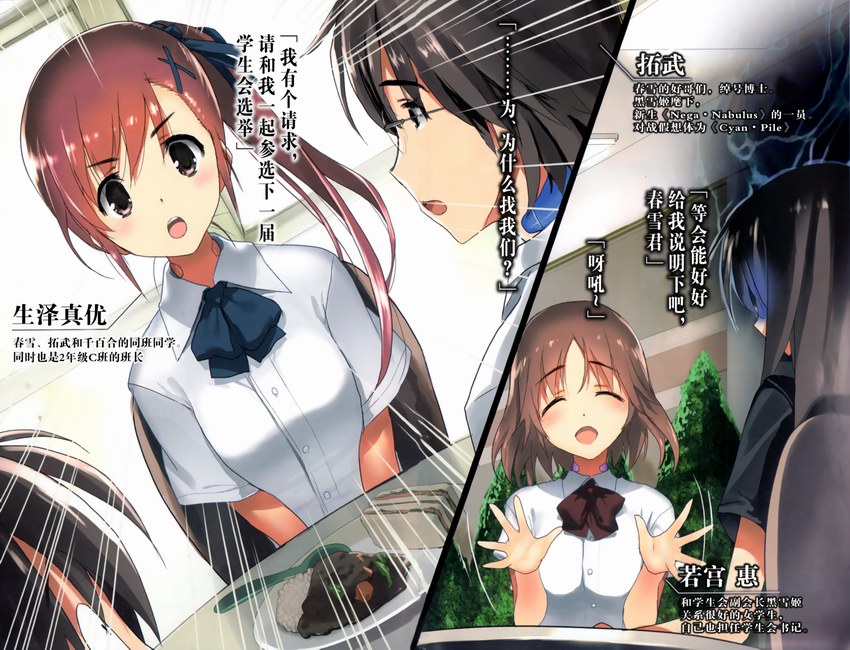 拓武
春雪的好哥们，绰号博士。
黑雪姬麾下，
新生《Nega・Nabulus》的一员。
对战假想体为《Cyan・Pile》
「等会能好好
给我说明下吧，
春雪君」
「呀吼~」
若宫 惠
和学生会副会长黑雪姬
关系很好的女学生，
自己也担任学生会书记。
「………为、为什么找我们？」
「我有个请求，
请和我一起参选下一届
学生会选举」
生泽真优
春雪、拓武和千百合的同班同学。
同时也是2年级C班的班长